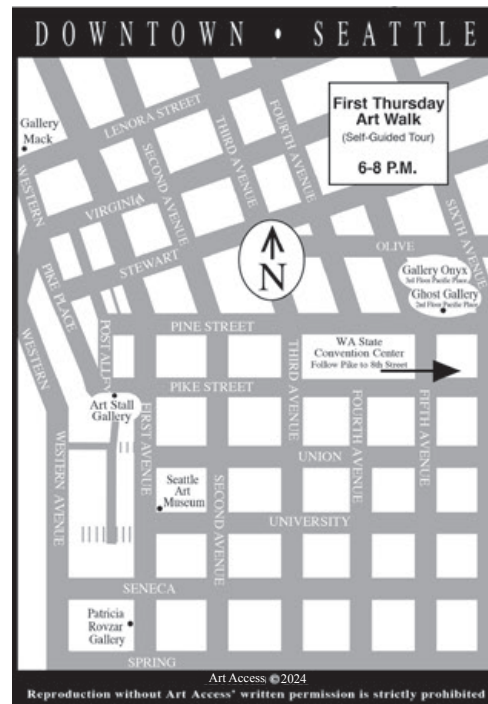 DOWNTOWN • SEATTLE
First Thursday
Art Walk
(Self-Guided Tour)
6-8 P.M.
Gallery
Mack
LENORA STREET
THIRD AVENUE
FOURTH AVENUE
SECOND AVENUE
WESTERN
VIRGINIA
SIXTH AVENUE
STEWART
OLIVE
N
PIKE PLACE
Gallery Onyx
3rd Floor Pacific Place
Ghost Gallery
2nd Floor Pacific Place
WESTERN
POST ALLEY
PINE STREET
WA State
Convention Center
Follow Pike to 8th Street
THIRD AVENUE
PIKE STREET
Art Stall
Gallery
FIRST AVENUE
FOURTH AVENUE
FIFTH AVENUE
WESTERN AVENUE
UNION
Seattle
Art
Museum
SECOND AVENUE
UNIVERSITY
SENECA
Patricia
Rovzar
Gallery
SPRING
Art Access ©2024
Reproduction without Art Access' written permission is strictly prohibited